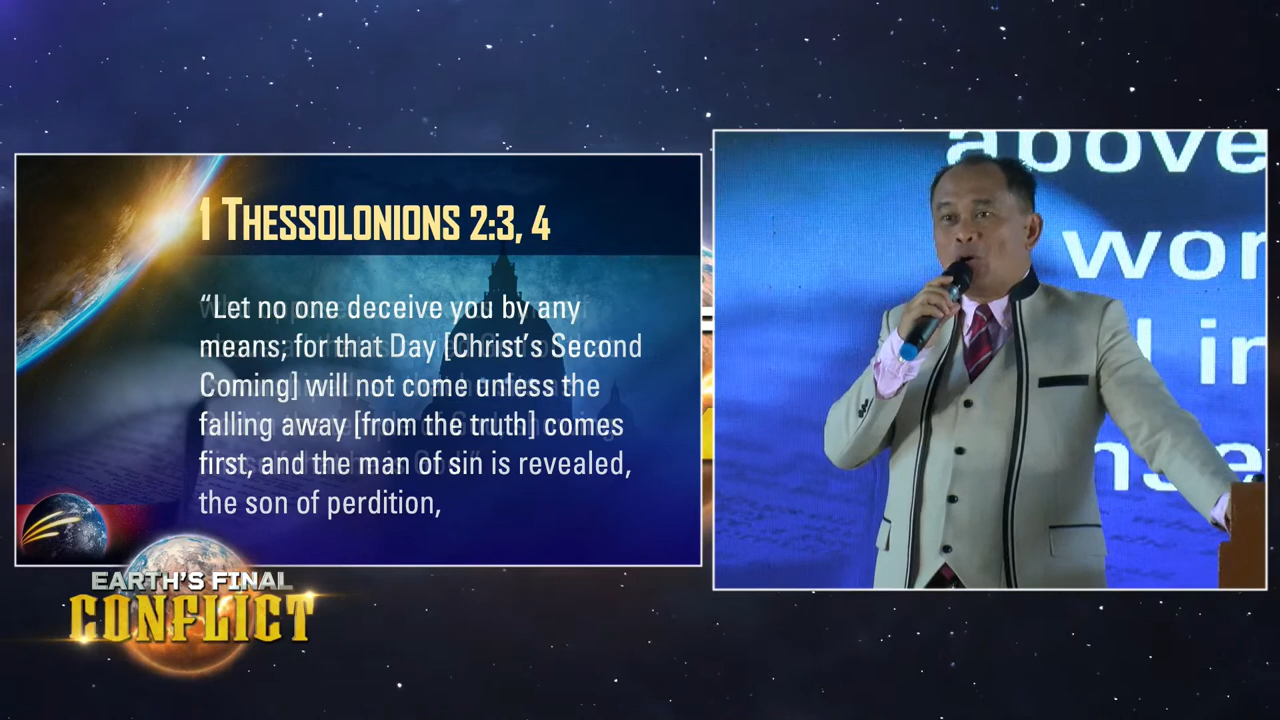 1 THESSOLONIONS 2:3, 4
“Let no one deceive you by any
means; for that Day [Christ’s Second
Coming] will not come unless the
falling away [from the truth] comes
first, and the man of sin is revealed,
the son of perdition,
EARTH’S FINAL
CONFLICT
above
wor
l in
nse